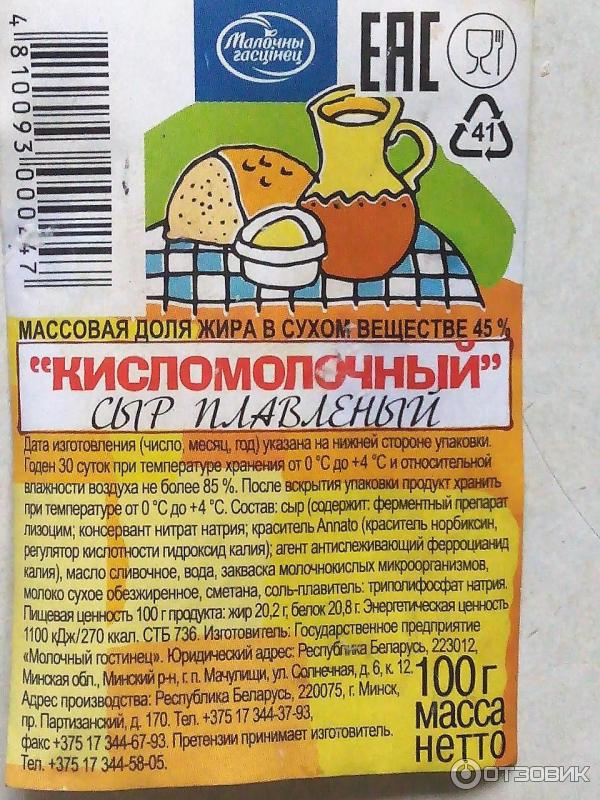 Малочны
гасцінец
EAC
41
4810093000247
МАССОВАЯ ДОЛЯ ЖИРА В СУХОМ ВЕЩЕСТВЕ 45 %
"КИСЛОМОЛОЧНЫЙ"
СЫР ПЛАВЛЕНЫЙ
Дата изготовления (число, месяц, год) указана на нижней стороне упаковки.
Годен 30 суток при температуре хранения от 0 °С до +4 °С и относительной
влажности воздуха не более 85 %. После вскрытия упаковки продукт хранить
при температуре от 0 °С до +4 °С. Состав: сыр (содержит: ферментный препарат
лизоцим; консервант нитрат натрия; краситель Annato (краситель норбиксин,
регулятор кислотности гидроксид калия); агент антислеживающий ферроцианид
калия), масло сливочное, вода, закваска молочнокислых микроорганизмов,
молоко сухое обезжиренное, сметана, соль-плавитель: триполифосфат натрия.
Пищевая ценность 100 г продукта: жир 20,2 г, белок 20,8 г. Энергетическая ценность
1100 кДж/270 ккал. СТБ 736. Изготовитель: Государственное предприятие
«Молочный гостинец». Юридический адрес: Республика Беларусь, 223012,
Минская обл., Минский р-н, г. п. Мачулищи, ул. Солнечная, д. 6, к. 12.
Адрес производства: Республика Беларусь, 220075, г. Минск,
пр. Партизанский, д. 170. Тел. +375 17 344-37-93,
факс +375 17 344-67-93. Претензии принимает изготовитель.
Тел. +375 17 344-58-05.
100 г
масса
нетто
ОТЗОВИК